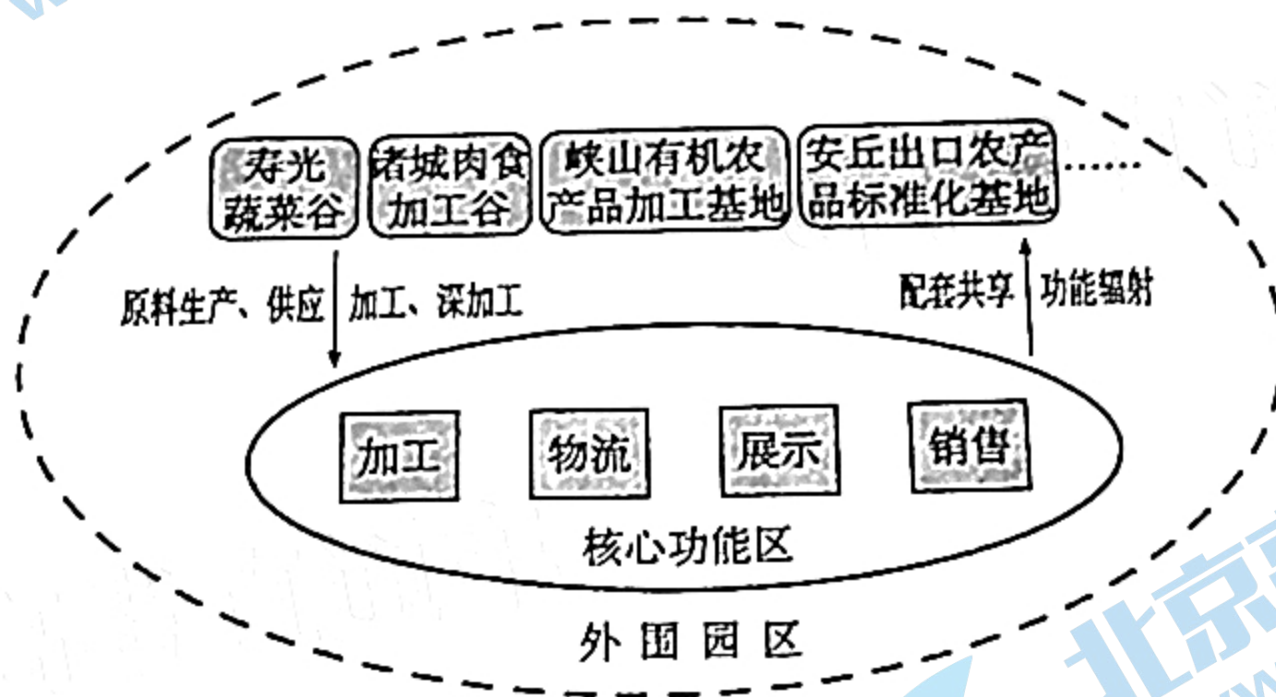 寿光
蔬菜谷
诸城肉食
加工谷
峡山有机农
产品加工基地
安丘出口农产
品标准化基地
……
原料生产、供应
加工、深加工
配套共享
功能辐射
加工
物流
展示
销售
核心功能区
外围园区
北京